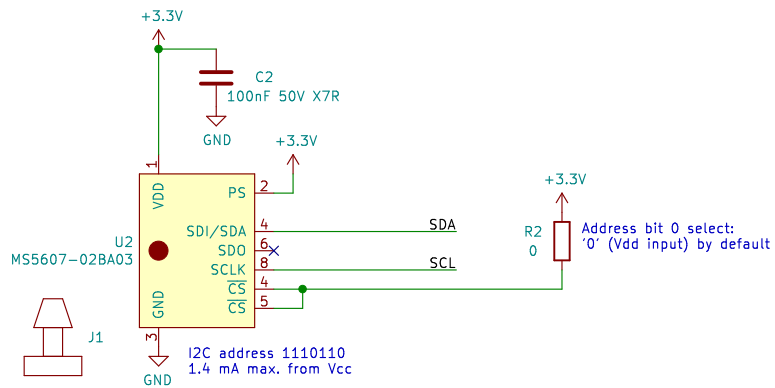 +3.3V
C2
100nF 50V X7R
GND
+3.3V
1
VDD
PS
2
+3.3V
U2
MS5607-02BA03
SDI/SDA
4
SDA
SDO
6
SCLK
8
SCL
CS
4
CS
5
R2
0
Address bit 0 select:
'0' (Vdd input) by default
GND
3
J1
GND
I2C address 1110110
1.4 mA max. from Vcc